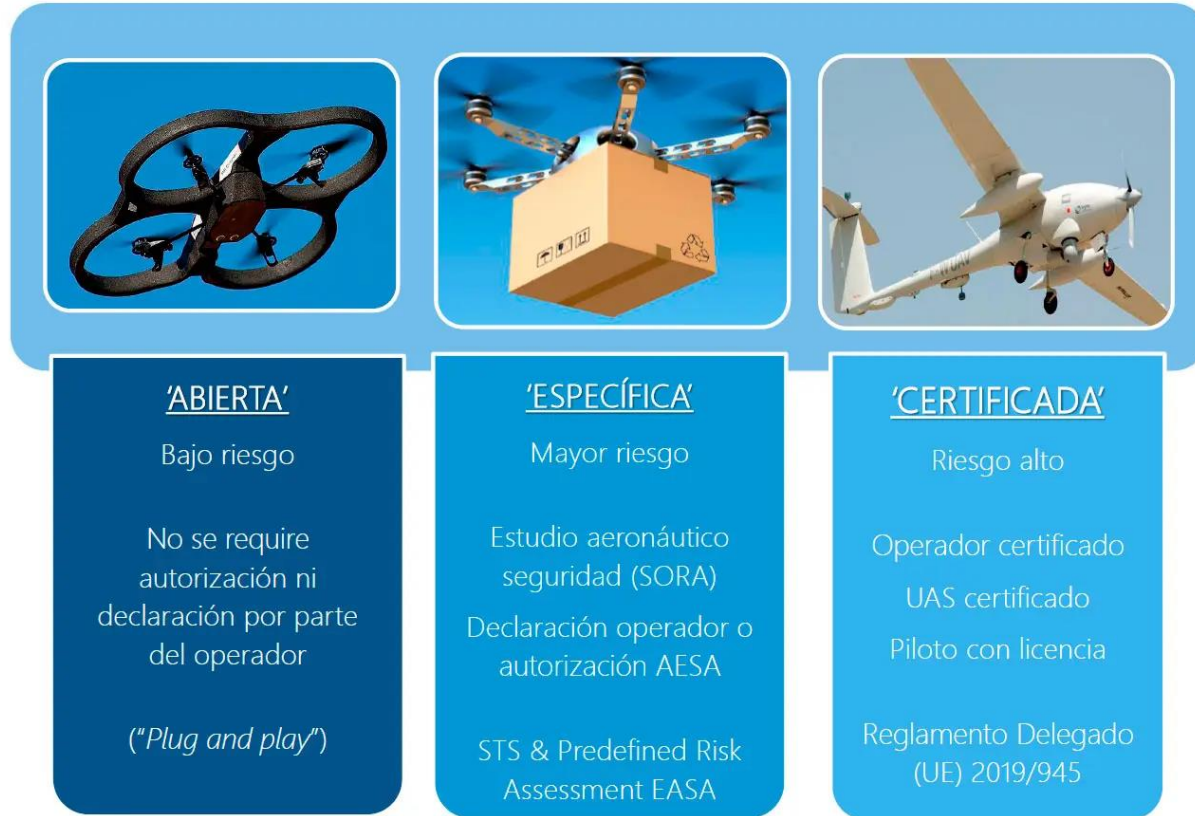 'ABIERTA'
Bajo riesgo
No se require
autorización ni
declaración por parte
del operador
("Plug and play")
'ESPECÍFICA'
Mayor riesgo
Estudio aeronáutico
seguridad (SORA)
Declaración operador o
autorización AESA
STS & Predefined Risk
Assessment EASA
'CERTIFICADA'
Riesgo alto
Operador certificado
UAS certificado
Piloto con licencia
Reglamento Delegado
(UE) 2019/945